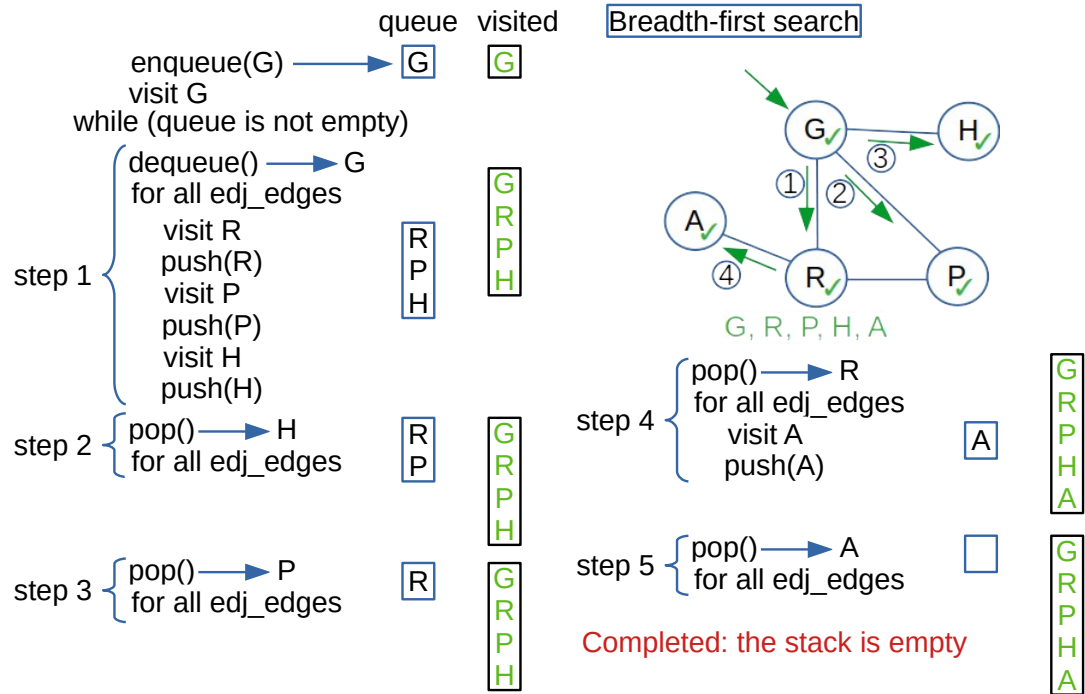 queue visited
Breadth-first search
enqueue(G) G G
visit G
while (queue is not empty)
step 1
dequeue() G
for all edj_edges
visit R
push(R)
visit P
push(P)
visit H
push(H)
R
P
H
G
R
P
H
step 2
pop() H
for all edj_edges
R
P
G
R
P
H
step 3
pop() P
for all edj_edges
R
G
R
P
H
G✓
H✓
③
①
②
A✓
④
R✓
P✓
G, R, P, H, A
step 4
pop() R
for all edj_edges
visit A
push(A)
A
G
R
P
H
A
step 5
pop() A
for all edj_edges
G
R
P
H
A
Completed: the stack is empty